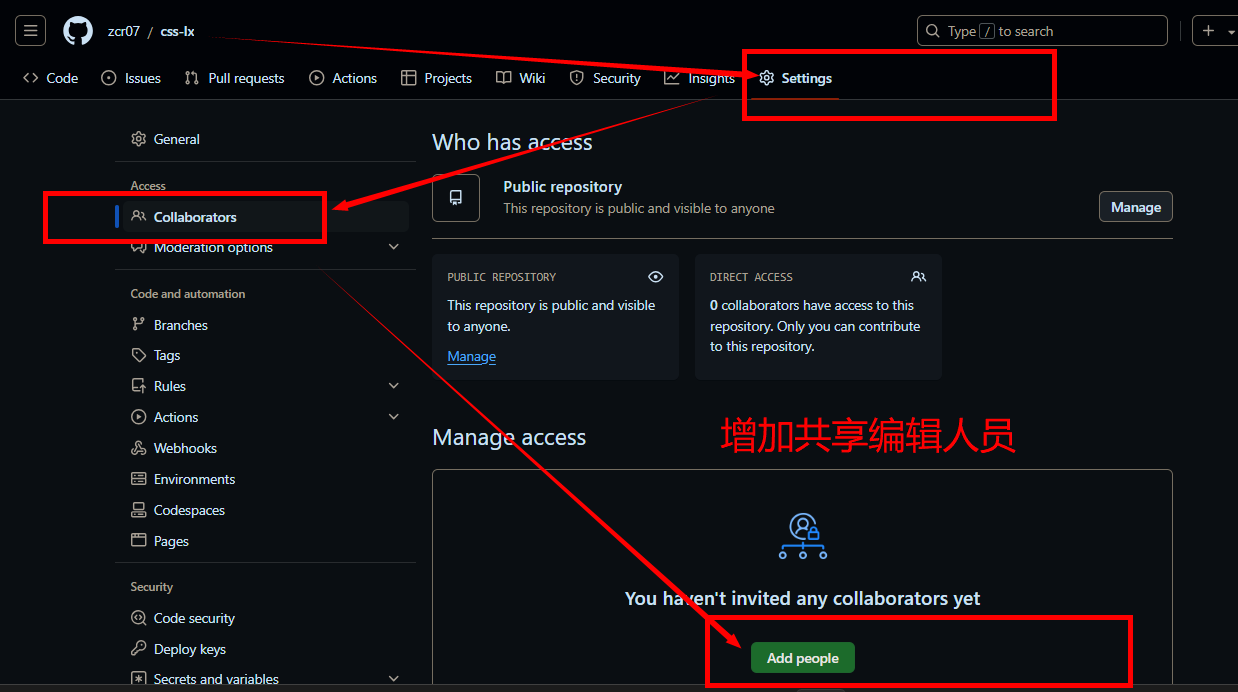 zcr07 / css-lx
Type / to search
Code Issues Pull requests Actions Projects Wiki Security Insights Settings
General
Access
Collaborators
Moderation options
Code and automation
Branches
Tags
Rules
Actions
Webhooks
Environments
Codespaces
Pages
Security
Code security
Deploy keys
Secrets and variables
Who has access
Public repository
This repository is public and visible to anyone
Manage
PUBLIC REPOSITORY
This repository is public and visible
to anyone.
Manage
DIRECT ACCESS
0 collaborators have access to this
repository. Only you can contribute
to this repository.
Manage access
增加共享编辑人员
You haven't invited any collaborators yet
Add people